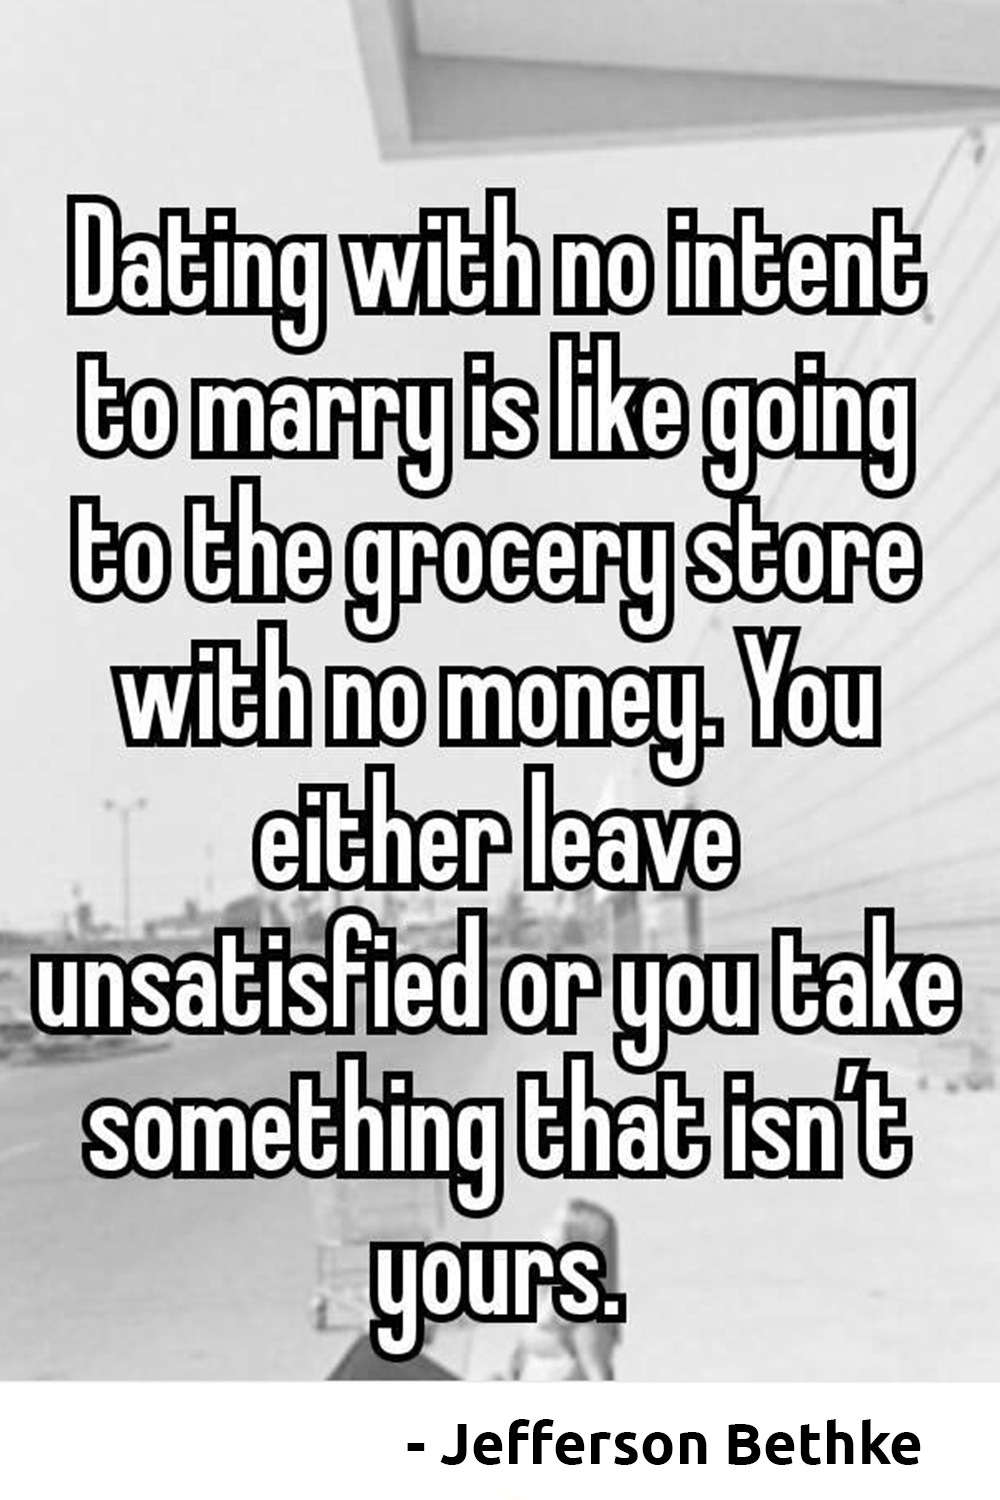 Dating with no intent
to marry is like going
to the grocery store
with no money. You
either leave
unsatisfied or you take
something that isn't
yours.
- Jefferson Bethke